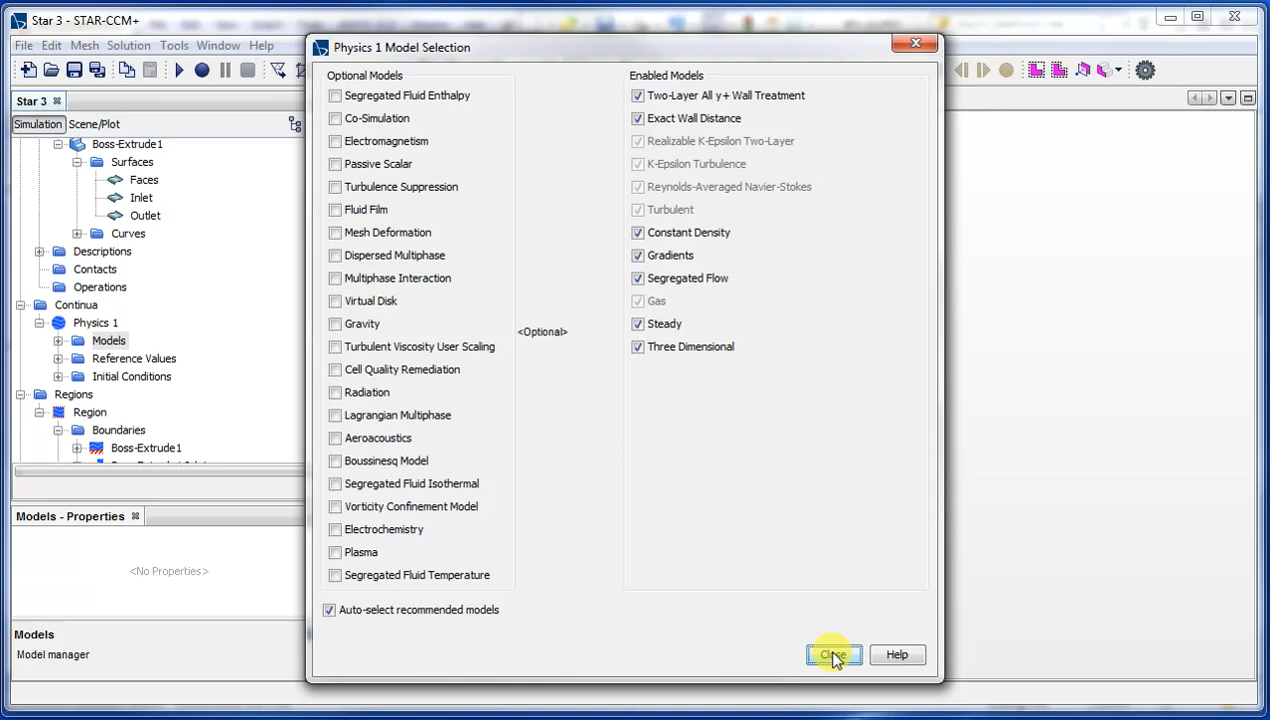 Star 3 - STAR-CCM+
File Edit Mesh Solution Tools Window Help
Star 3
Simulation Scene/Plot
Boss-Extrude1
Surfaces
Faces
Inlet
Outlet
Curves
Descriptions
Contacts
Operations
Continua
Physics 1
Models
Reference Values
Initial Conditions
Regions
Region
Boundaries
Boss-Extrude1
Models - Properties
<No Properties>
Models
Model manager
Physics 1 Model Selection
Optional Models
Segregated Fluid Enthalpy
Co-Simulation
Electromagnetism
Passive Scalar
Turbulence Suppression
Fluid Film
Mesh Deformation
Dispersed Multiphase
Multiphase Interaction
Virtual Disk
Gravity
Turbulent Viscosity User Scaling
Cell Quality Remediation
Radiation
Lagrangian Multiphase
Aeroacoustics
Boussinesq Model
Segregated Fluid Isothermal
Vorticity Confinement Model
Electrochemistry
Plasma
Segregated Fluid Temperature
<Optional>
Enabled Models
Two-Layer All y+ Wall Treatment
Exact Wall Distance
Realizable K-Epsilon Two-Layer
K-Epsilon Turbulence
Reynolds-Averaged Navier-Stokes
Turbulent
Constant Density
Gradients
Segregated Flow
Gas
Steady
Three Dimensional
Auto-select recommended models
Close Help